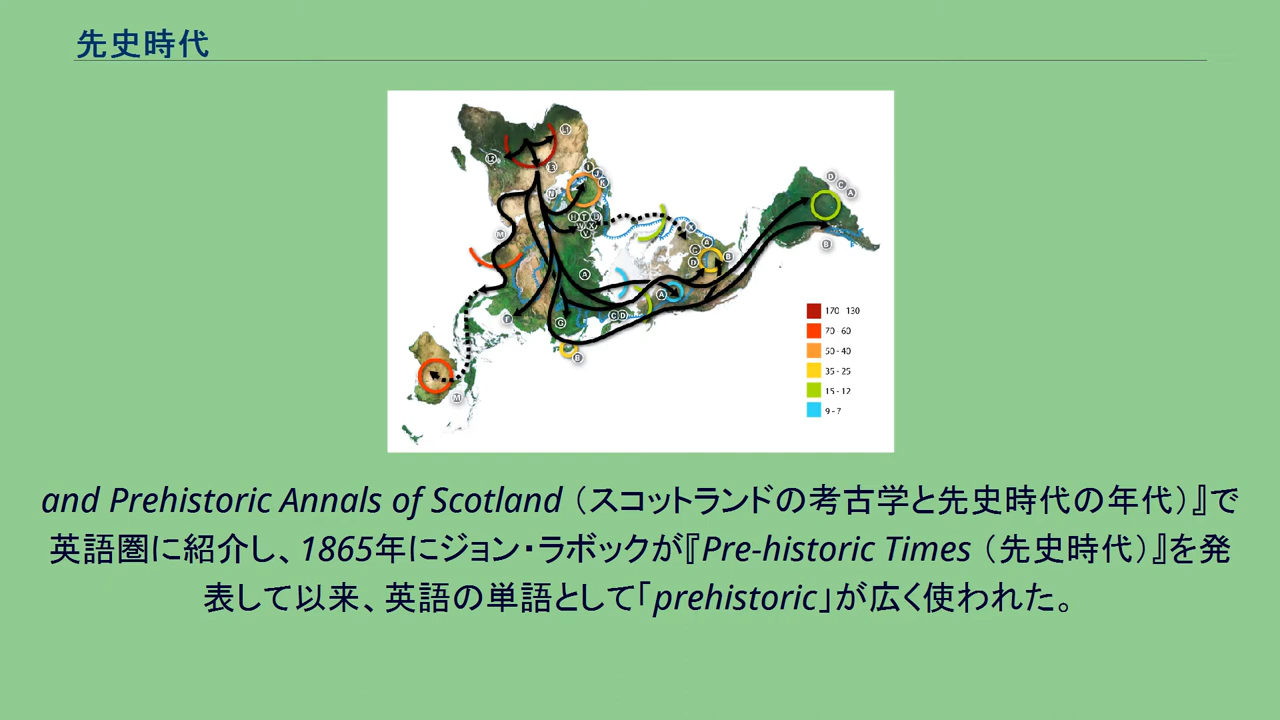 先史時代
L1
L2
L3
I
J
K
N
H T U
W X
Y
M
X
A
C
D
B
D
C
A
B
A
A
F
G
C D
E
M
170 - 130
70 - 60
50 - 40
35 - 25
15 - 12
9 - 7
and Prehistoric Annals of Scotland（スコットランドの考古学と先史時代の年代）』で
英語圏に紹介し、1865年にジョン・ラボックが『Pre-historic Times（先史時代）』を発
表して以来、英語の単語として「prehistoric」が広く使われた。